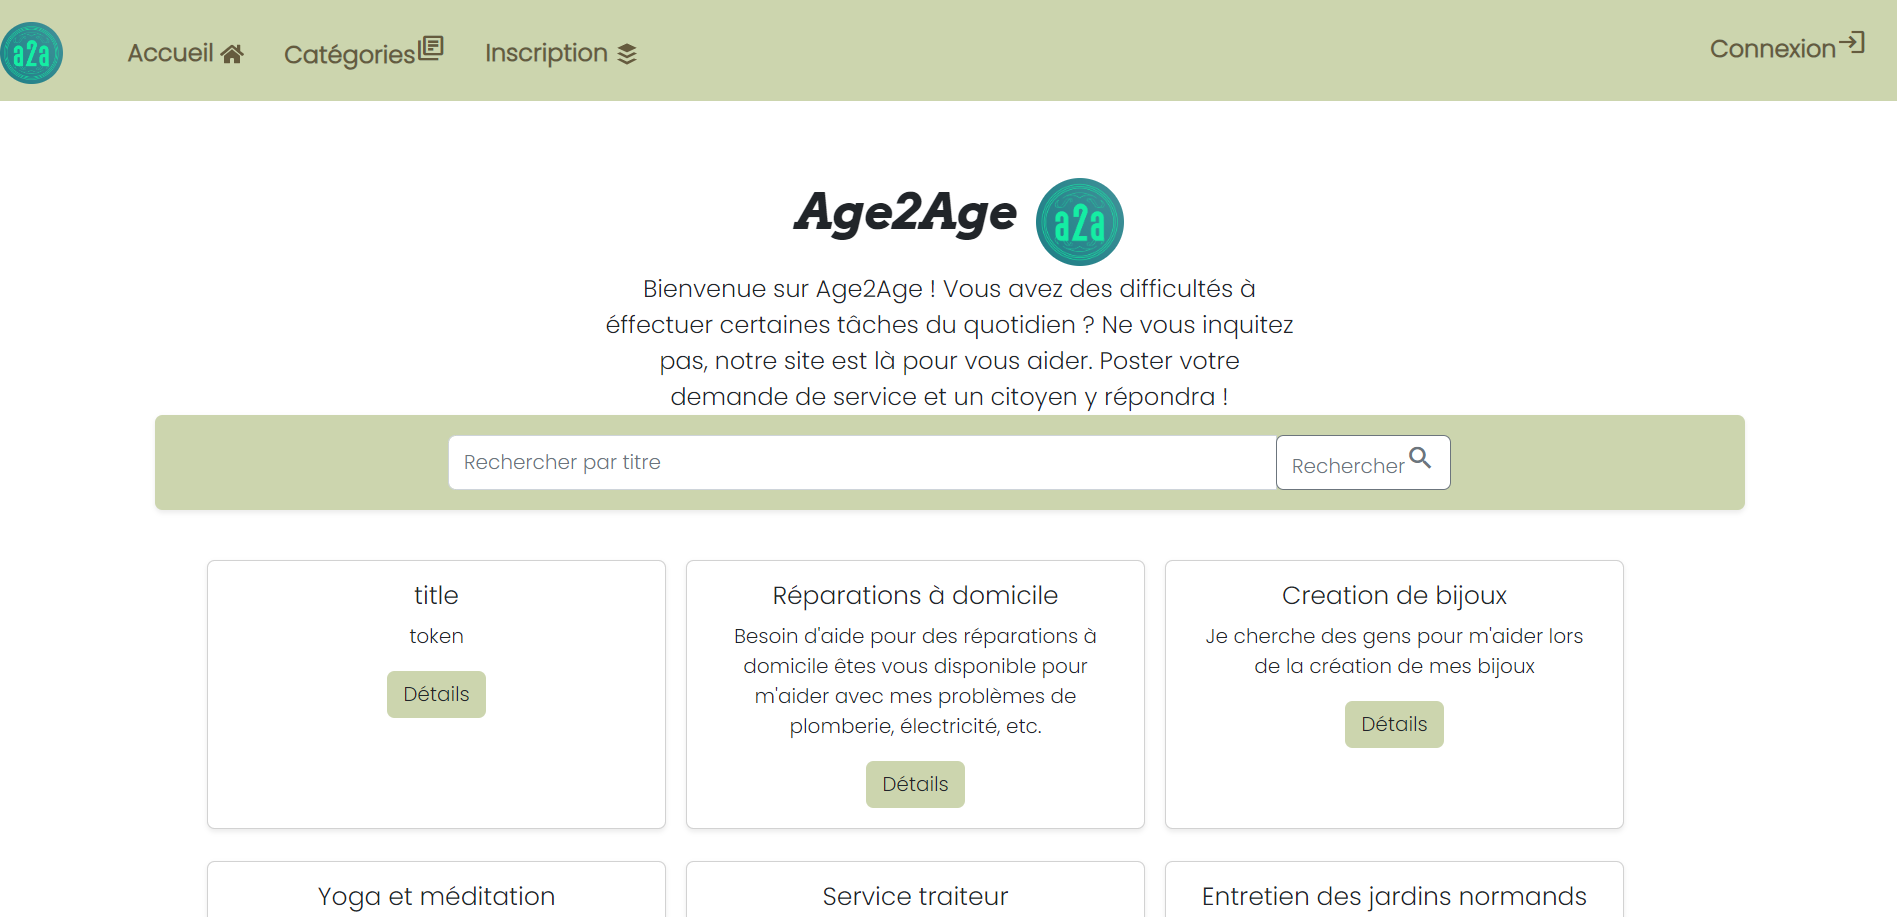 a2a
Accueil
Catégories
Inscription
Connexion
Age2Age
a2a
Bienvenue sur Age2Age ! Vous avez des difficultés à
éffectuer certaines tâches du quotidien ? Ne vous inquitez
pas, notre site est là pour vous aider. Poster votre
demande de service et un citoyen y répondra !
Rechercher par titre
Rechercher
title
token
Détails
Réparations à domicile
Besoin d'aide pour des réparations à
domicile êtes vous disponible pour
m'aider avec mes problèmes de
plomberie, électricité, etc.
Détails
Creation de bijoux
Je cherche des gens pour m'aider lors
de la création de mes bijoux
Détails
Yoga et méditation
Service traiteur
Entretien des jardins normands